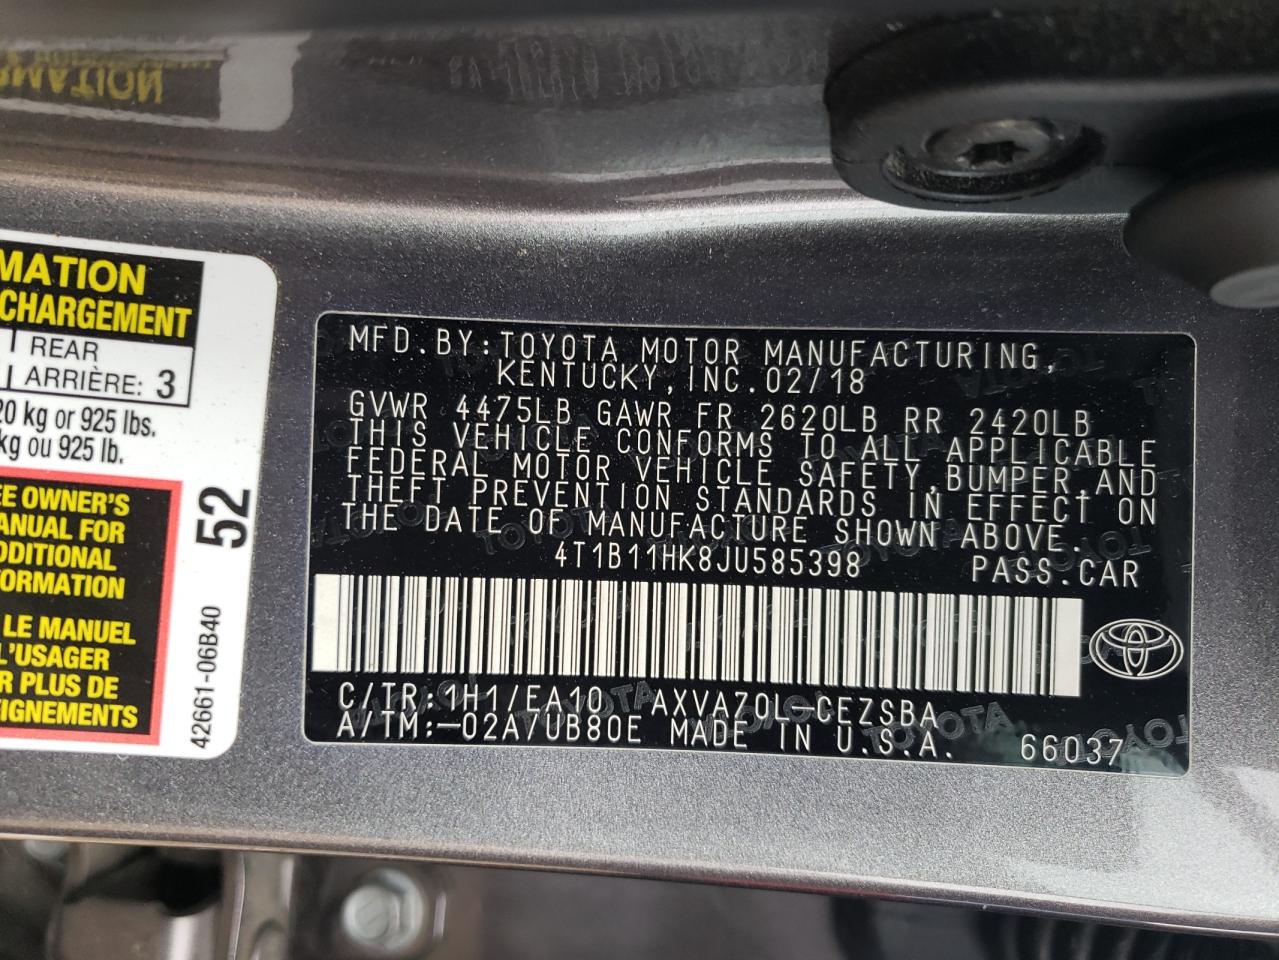 MATION
CHARGEMENT
REAR
ARRIÈRE: 3
20 kg or 925 lbs.
kg ou 925 lb.
EE OWNER'S
ANUAL FOR
DDITIONAL
FORMATION
LE MANUEL
L'USAGER
R PLUS DE
EIGNEMENTS
52
42661-06B40
MFD.BY:TOYOTA MOTOR MANUFACTURING,
KENTUCKY,INC.02/18
GVWR 4475LB GAWR FR 2620LB RR 2420LB
THIS VEHICLE CONFORMS TO ALL APPLICABLE
FEDERAL MOTOR VEHICLE SAFETY,BUMPER,AND
THEFT PREVENTION STANDARDS IN EFFECT ON
THE DATE OF MANUFACTURE SHOWN ABOVE.
4T1B11HK8JU585398 PASS.CAR
C/TR:1H1/EA10 AXVA70L-CEZSBA
A/TM:-02A/UB80E MADE IN U.S.A. 66037